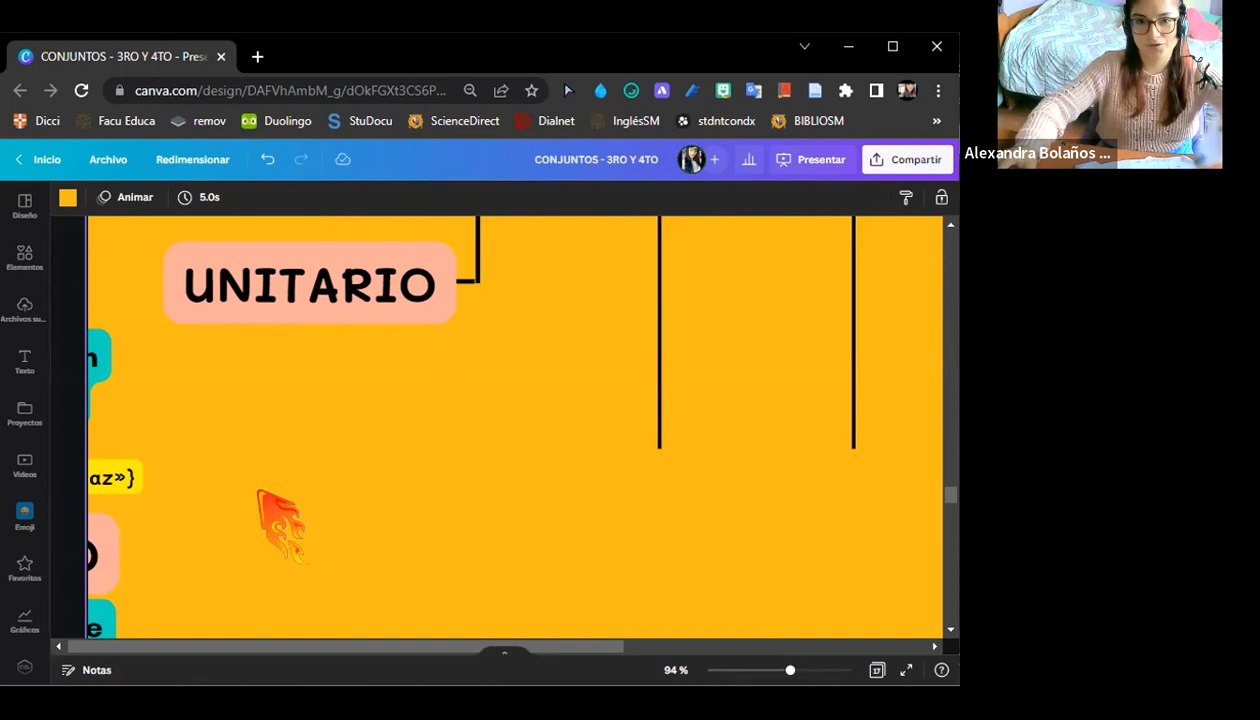 CONJUNTOS - 3RO Y 4TO - Prese
canva.com/design/DAFVhAmbM_g/dOkFGXt3CS6P...
Dicci
Facu Educa
remov
Duolingo
StuDocu
ScienceDirect
Dialnet
InglésSM
stdntcondx
BIBLIOSM
»
Inicio
Archivo
Redimensionar
CONJUNTOS - 3RO Y 4TO
Presentar
Compartir
Animar
5.0s
Diseño
Elementos
Archivos su...
Texto
Proyectos
Videos
Emoji
Favoritos
Gráficos
UNITARIO
n
az»}
O
e
Notas
94 %
17
Alexandra Bolaños ...